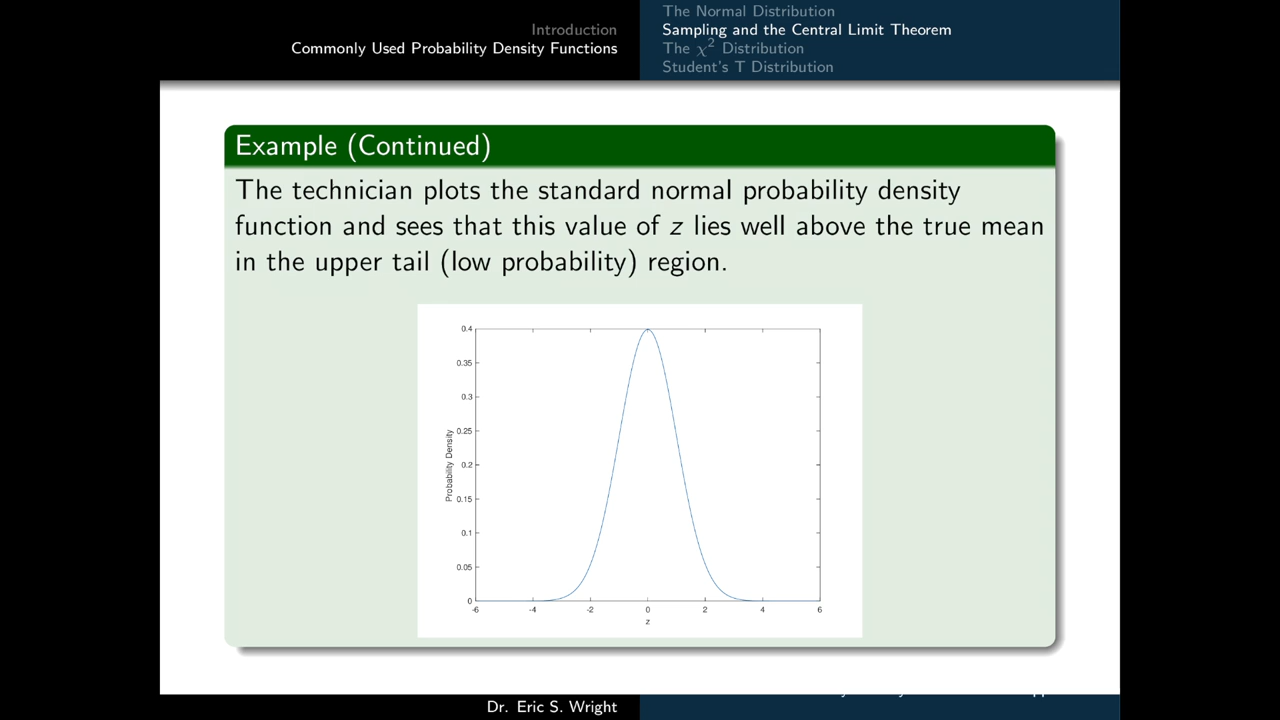 Introduction
Commonly Used Probability Density Functions
The Normal Distribution
Sampling and the Central Limit Theorem
The χ² Distribution
Student's T Distribution
Example (Continued)
The technician plots the standard normal probability density
function and sees that this value of z lies well above the true mean
in the upper tail (low probability) region.
0.4
0.35
0.3
0.25
0.2
0.15
0.1
0.05
0
Probability Density
-6 -4 -2 0 2 4 6
z
Dr. Eric S. Wright